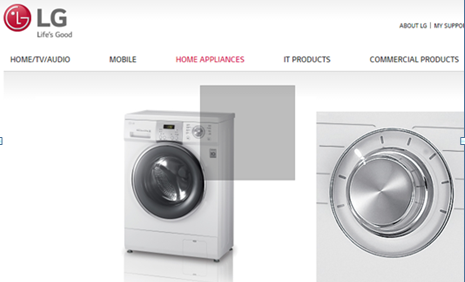 LG
Life's Good
ABOUT LG | MY SUPPO
HOME/TV/AUDIO MOBILE HOME APPLIANCES IT PRODUCTS COMMERCIAL PRODUCTS